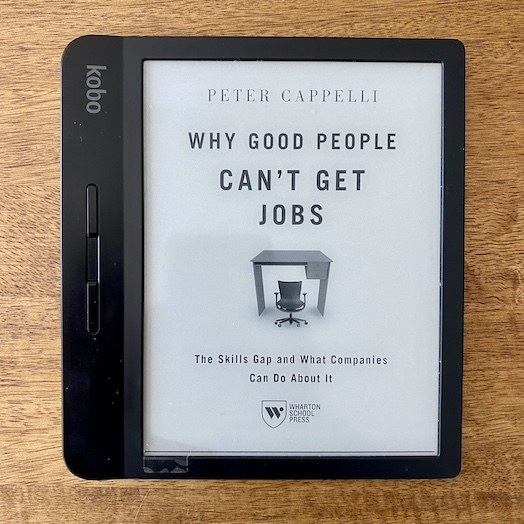 kobo
PETER CAPPELLI
WHY GOOD PEOPLE
CAN'T GET
JOBS
The Skills Gap and What Companies
Can Do About It
W
WHARTON
SCHOOL
PRESS